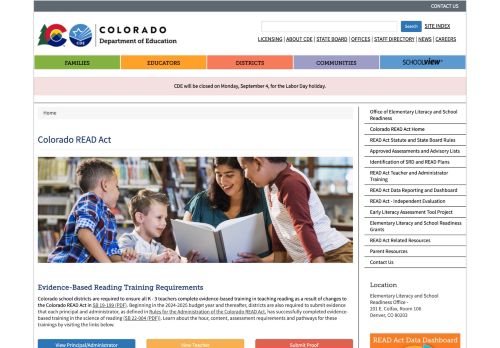 CONTACT US
COLORADO
Department of Education
CDE
Search
SITE INDEX
LICENSING | ABOUT CDE | STATE BOARD | OFFICES | STAFF DIRECTORY | NEWS | CAREERS
FAMILIES
EDUCATORS
DISTRICTS
COMMUNITIES
SCHOOLVIEW
CDE will be closed on Monday, September 4, for the Labor Day holiday.
Home
Colorado READ Act
Evidence-Based Reading Training Requirements
Colorado school districts are required to ensure all K - 3 teachers complete evidence-based training in teaching reading as a result of changes to
the Colorado READ Act in SB 19-199 (PDF). Beginning in the 2024-2025 budget year and thereafter, districts are also required to submit evidence
that each principal and administrator, as defined in Rules for the Administration of the Colorado READ Act, has successfully completed evidence-
based training in the science of reading (SB 22-004 (PDF)). Learn about the hour, content, assessment requirements and pathways for these
trainings by visiting the links below.
View Principal/Administrator
View Teacher
Submit Proof
Office of Elementary Literacy and School
Readiness
Colorado READ Act Home
READ Act Statute and State Board Rules
Approved Assessments and Advisory Lists
Identification of SRD and READ Plans
READ Act Teacher and Administrator
Training
READ Act Data Reporting and Dashboard
READ Act - Independent Evaluation
Early Literacy Assessment Tool Project
Elementary Literacy and School Readiness
Grants
READ Act Related Resources
Parent Resources
Contact Us
Location
Elementary Literacy and School
Readiness Office -
201 E. Colfax, Room 106
Denver, CO 80203
READ Act Data Dashboard